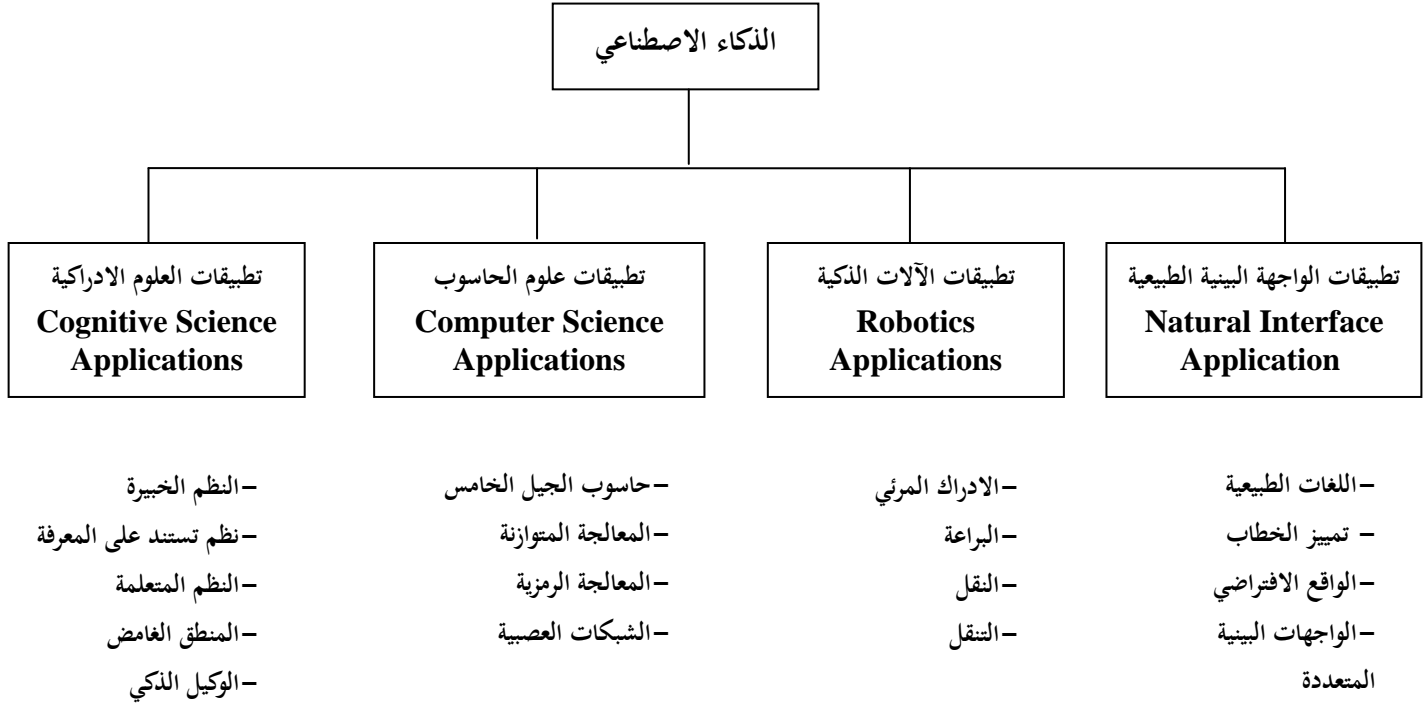 الذكاء الاصطناعي
تطبيقات الواجهة البينية الطبيعية
Natural Interface
Application
تطبيقات الآلات الذكية
Robotics
Applications
تطبيقات علوم الحاسوب
Computer Science
Applications
تطبيقات العلوم الادراكية
Cognitive Science
Applications
–اللغات الطبيعية
– تمييز الخطاب
–الواقع الافتراضي
–الواجهات البينية
المتعددة
–الادراك المرئي
–البراعة
–النقل
–التنقل
–حاسوب الجيل الخامس
–المعالجة المتوازنة
–المعالجة الرمزية
–الشبكات العصبية
–النظم الخبيرة
–نظم تستند على المعرفة
–النظم المتعلمة
–المنطق الغامض
–الوكيل الذكي